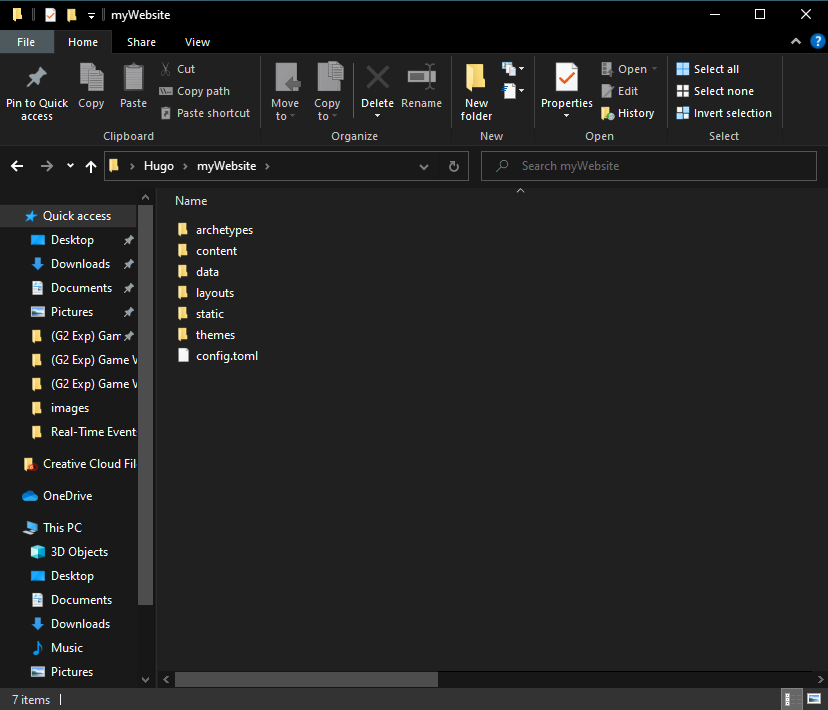 myWebsite
File Home Share View
Pin to Quick access
Copy
Paste
Cut
Copy path
Paste shortcut
Clipboard
Move to
Copy to
Delete
Rename
Organize
New folder
New
Properties
Open
Edit
History
Open
Select all
Select none
Invert selection
Select
Hugo myWebsite
Search myWebsite
Quick access
Desktop
Downloads
Documents
Pictures
(G2 Exp) Gam
(G2 Exp) Game V
(G2 Exp) Game V
images
Real-Time Event
Creative Cloud Fil
OneDrive
This PC
3D Objects
Desktop
Documents
Downloads
Music
Pictures
Name
archetypes
content
data
layouts
static
themes
config.toml
7 items